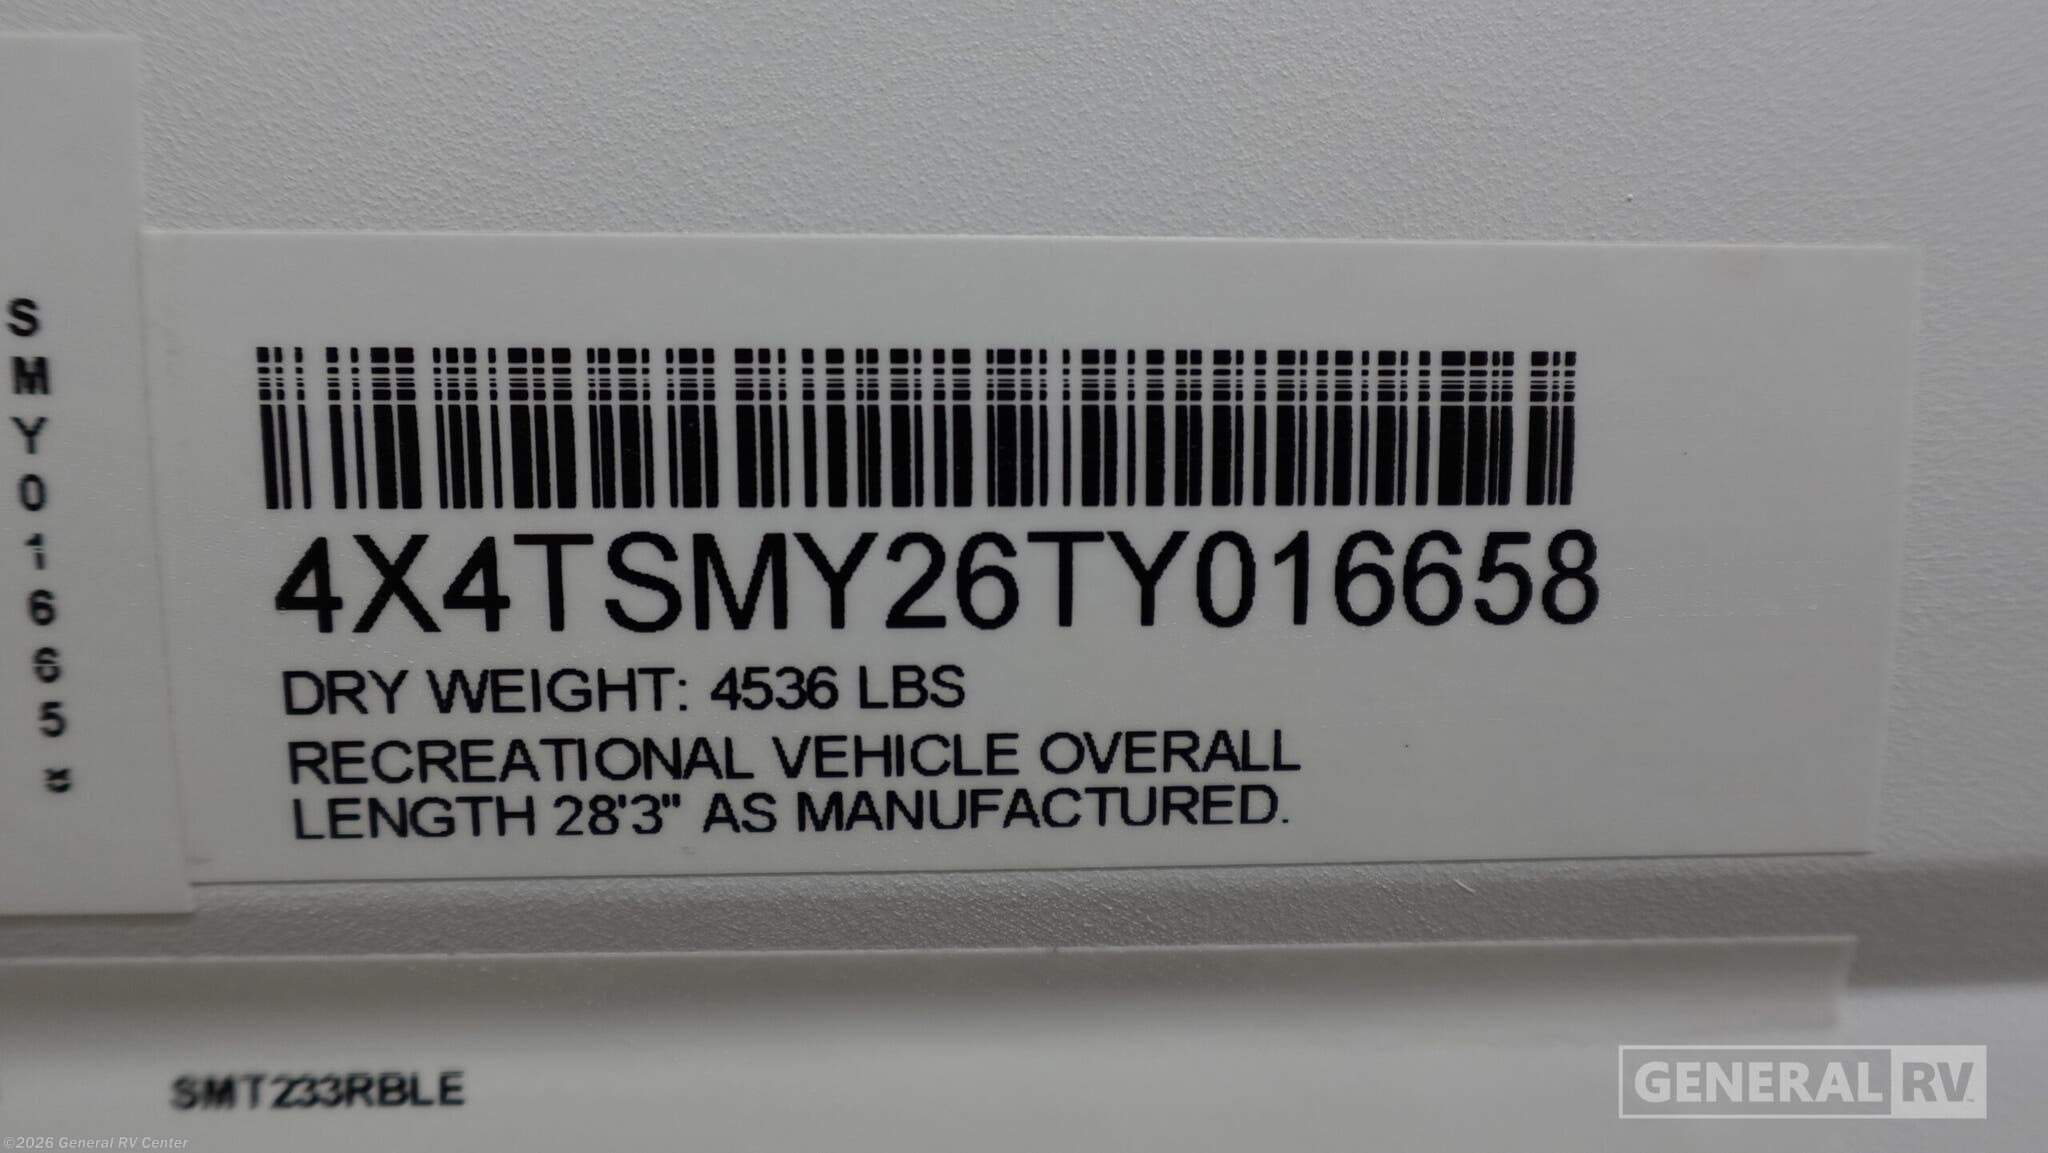 SMY016658
4X4TSMY26TY016658
DRY WEIGHT: 4536 LBS
RECREATIONAL VEHICLE OVERALL
LENGTH 28'3" AS MANUFACTURED.
SMT233RBLE
GENERAL RV
©2026 General RV Center